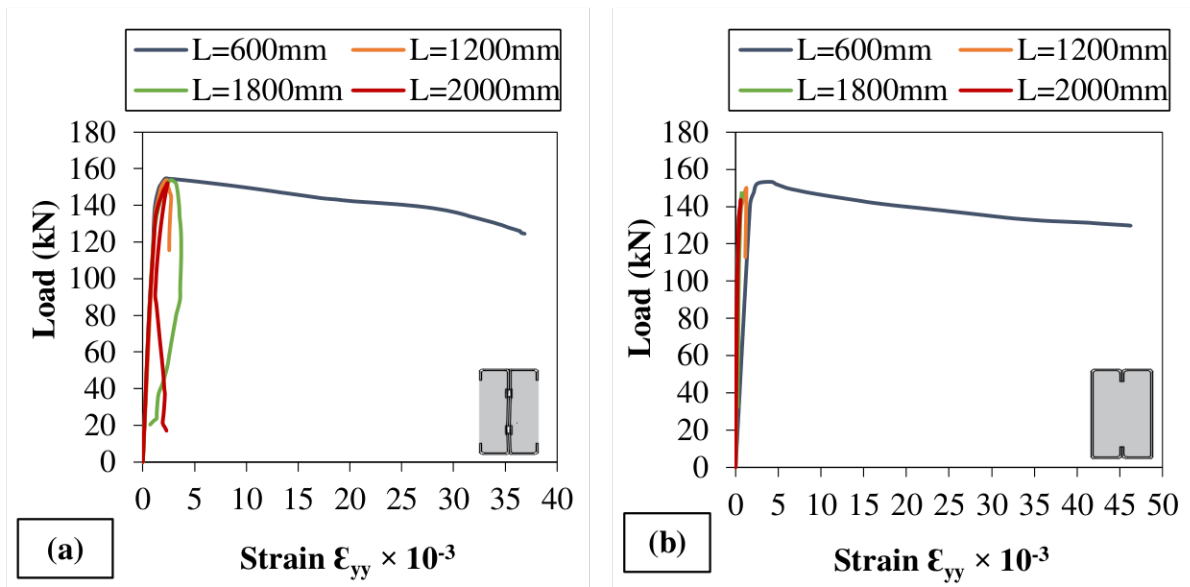 L=600mm L=1200mm
L=1800mm L=2000mm
180
160
140
120
100
80
60
40
20
0
Load (kN)
0 5 10 15 20 25 30 35 40
Strain Ɛyy × 10-3
(a)
L=600mm L=1200mm
L=1800mm L=2000mm
180
160
140
120
100
80
60
40
20
0
Load (kN)
0 5 10 15 20 25 30 35 40 45 50
Strain Ɛyy × 10-3
(b)